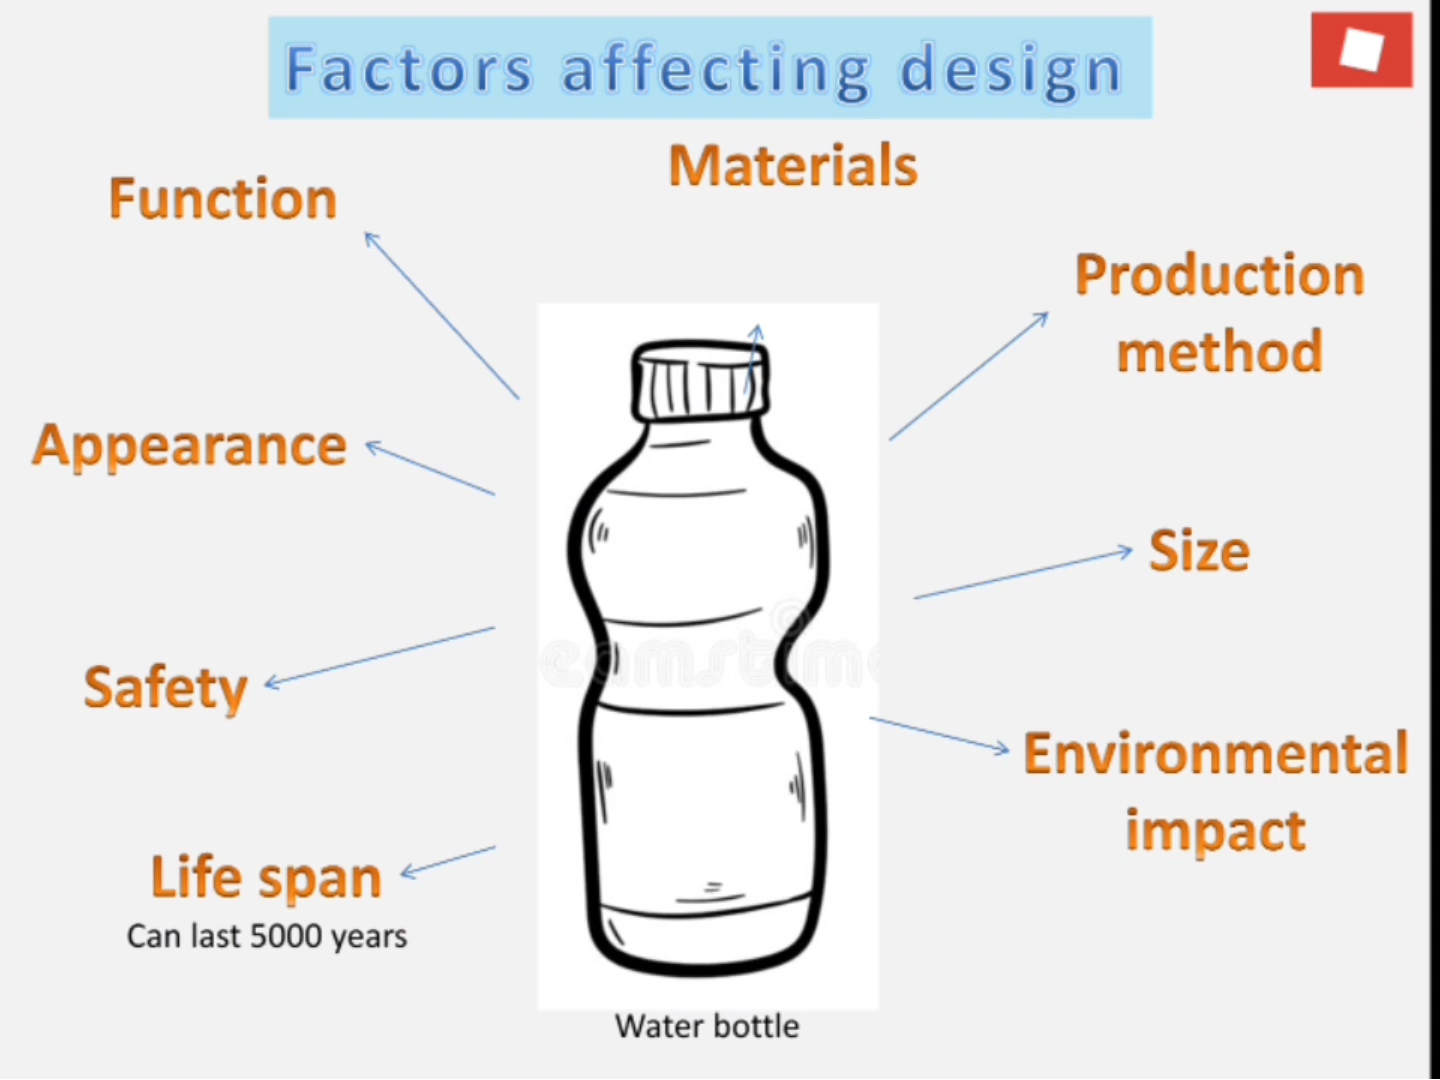 Factors affecting design
Materials
Function
Production
method
Appearance
Size
Safety
Environmental
impact
Life span
Can last 5000 years
Water bottle